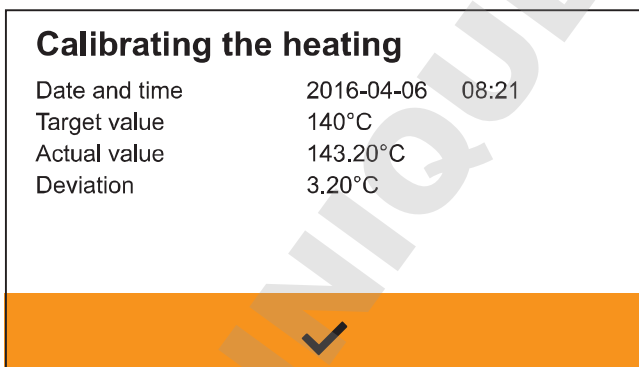 Calibrating the heating
Date and time 2016-04-06 08:21
Target value 140°C
Actual value 143.20°C
Deviation 3.20°C